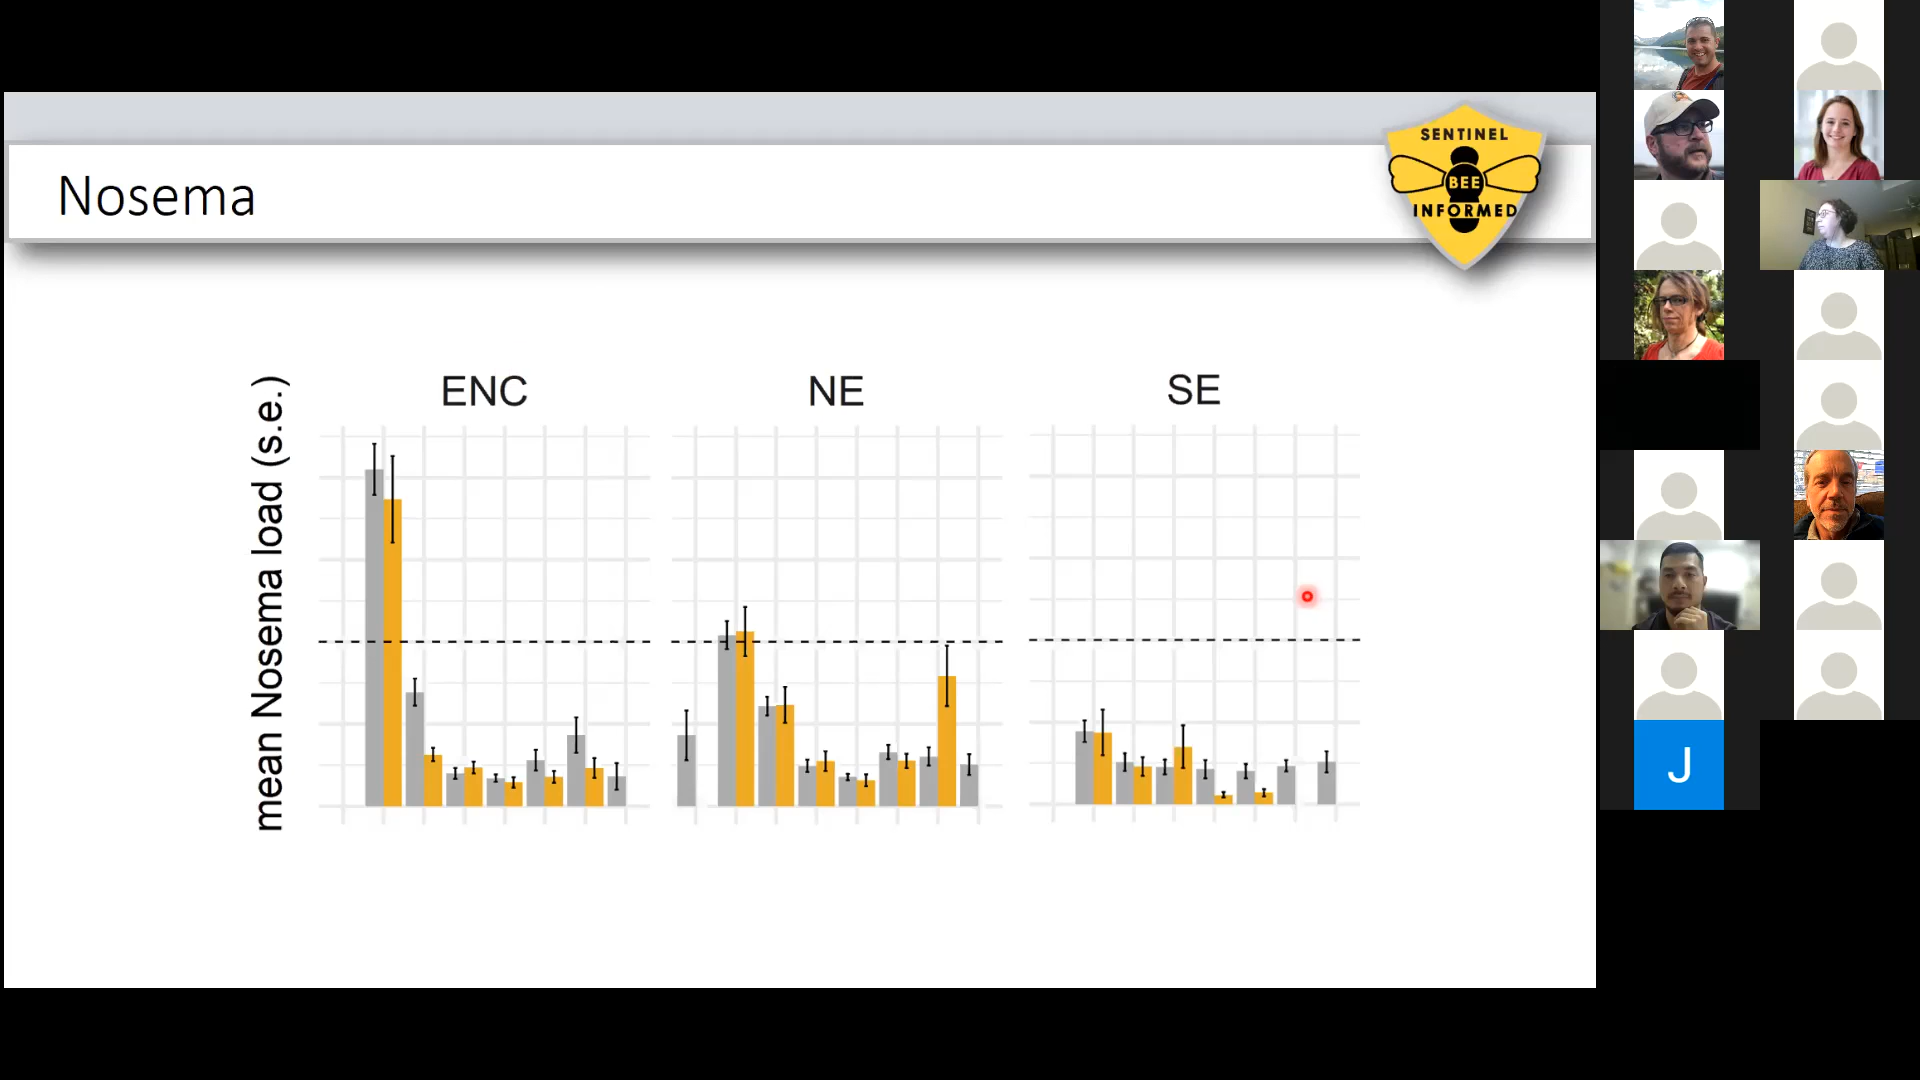 Nosema
SENTINEL
BEE
INFORMED
mean Nosema load (s.e.)
ENC
NE
SE
J